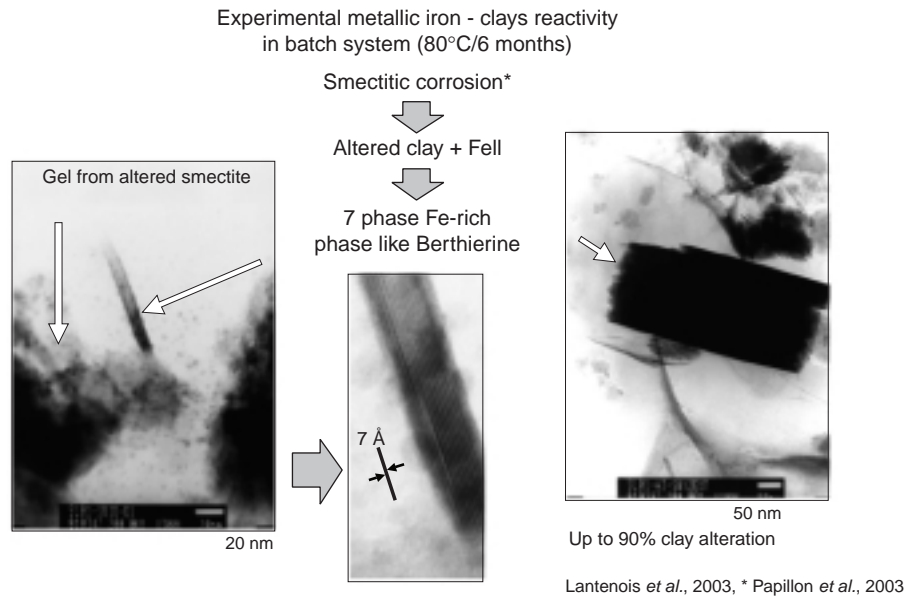 Experimental metallic iron - clays reactivity
in batch system (80°C/6 months)
Smectitic corrosion*
Altered clay + Fell
7 phase Fe-rich
phase like Berthierine
Gel from altered smectite
20 nm
7 Å
50 nm
Up to 90% clay alteration
Lantenois et al., 2003, * Papillon et al., 2003